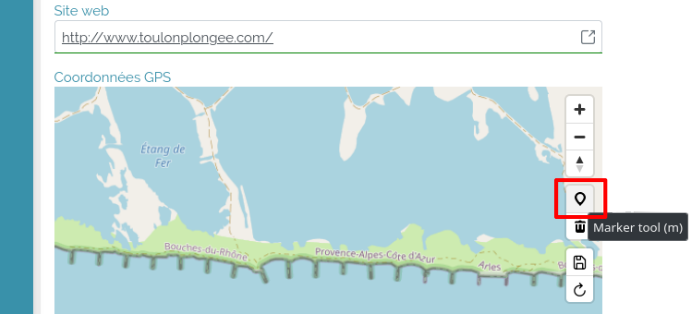 Site web
http://www.toulonplongee.com/
Coordonnées GPS
Étang de
Fer
Marker tool (m)
Bouches-du-Rhône
Provence-Alpes-Côte d'Azur
Arles